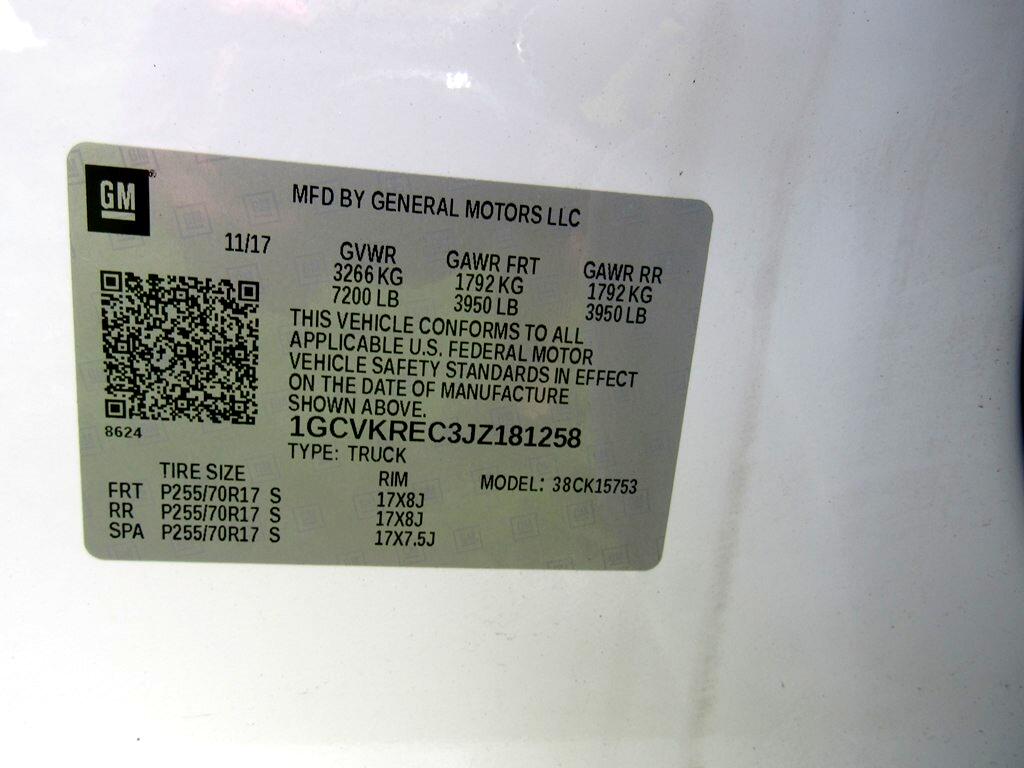 GM
MFD BY GENERAL MOTORS LLC
11/17
GVWR GAWR FRT GAWR RR
3266 KG 1792 KG 1792 KG
7200 LB 3950 LB 3950 LB
THIS VEHICLE CONFORMS TO ALL
APPLICABLE U.S. FEDERAL MOTOR
VEHICLE SAFETY STANDARDS IN EFFECT
ON THE DATE OF MANUFACTURE
SHOWN ABOVE.
8624
1GCVKREC3JZ181258
TYPE: TRUCK
TIRE SIZE RIM MODEL: 38CK15753
FRT P255/70R17 S 17X8J
RR P255/70R17 S 17X8J
SPA P255/70R17 S 17X7.5J